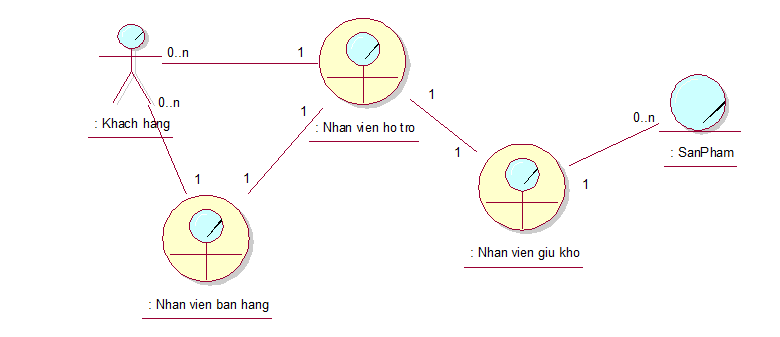 0..n
1
: Khach hang
0..n
1
: Nhan vien ho tro
1
1
1
1
: Nhan vien ban hang
: Nhan vien giu kho
1
0..n
: SanPham